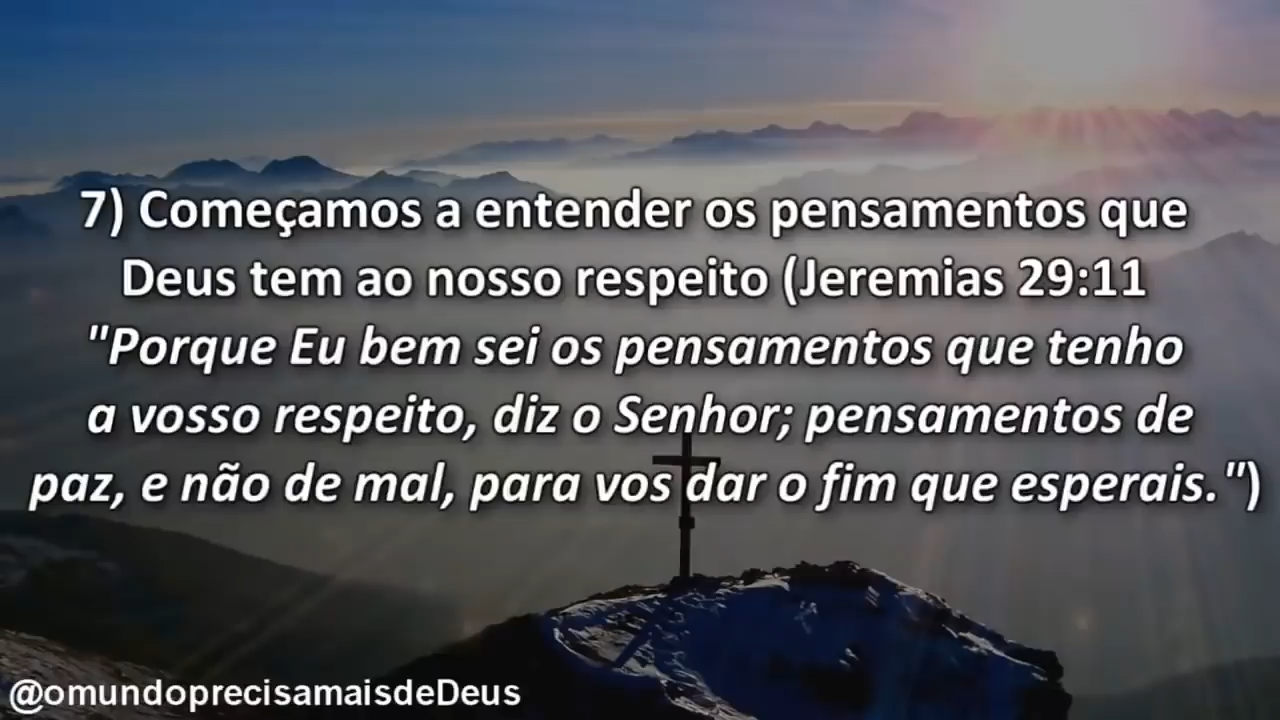 7) Começamos a entender os pensamentos que
Deus tem ao nosso respeito (Jeremias 29:11
"Porque Eu bem sei os pensamentos que tenho
a vosso respeito, diz o Senhor; pensamentos de
paz, e não de mal, para vos dar o fim que esperais.")
@omundoprecisamaisdeDeus